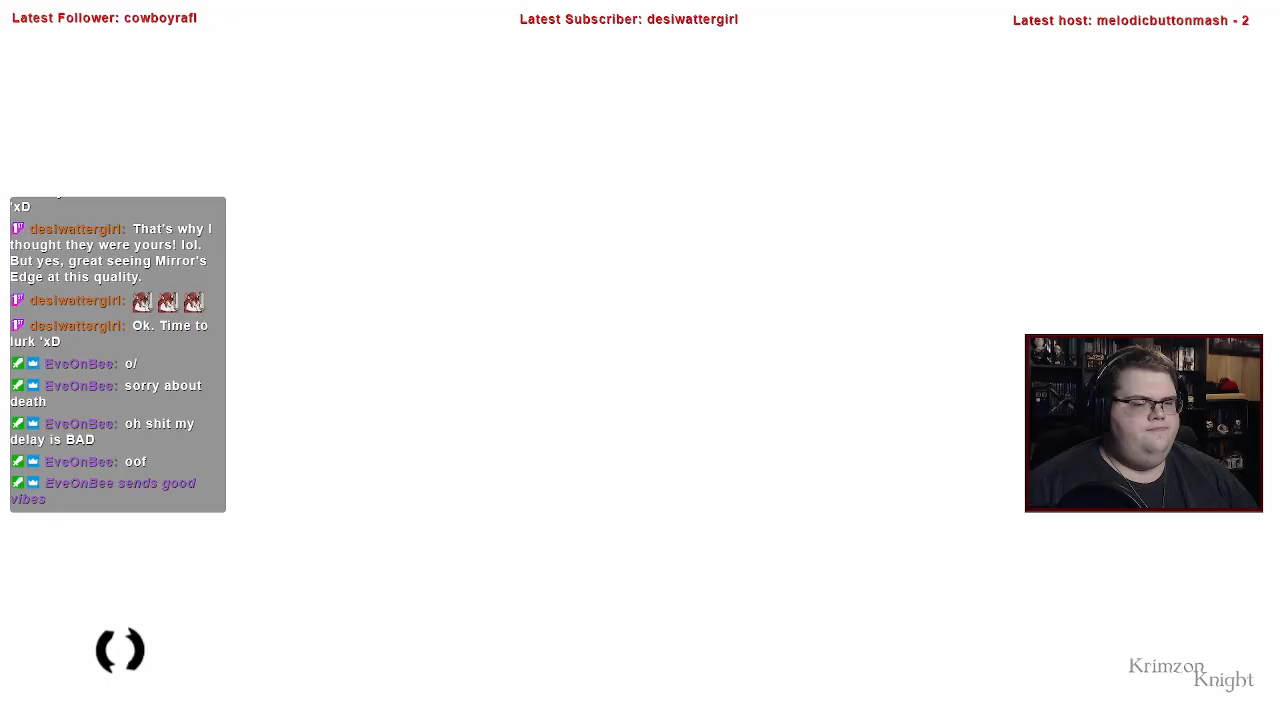 Latest Follower: cowboyrafl
Latest Subscriber: desiwattergirl
Latest host: melodicbuttonmash - 2
'xD
desiwattergirl: That's why I
thought they were yours! lol.
But yes, great seeing Mirror's
Edge at this quality.
desiwattergirl:
desiwattergirl: Ok. Time to
lurk 'xD
EveOnBee: o/
EveOnBee: sorry about
death
EveOnBee: oh shit my
delay is BAD
EveOnBee: oof
EveOnBee sends good
vibes
Krimzon
Knight